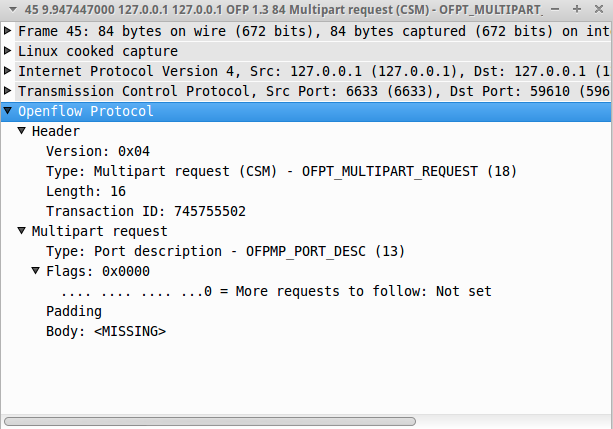 45 9.947447000 127.0.0.1 127.0.0.1 OFP 1.3 84 Multipart request (CSM) - OFPT_MULTIPART_
Frame 45: 84 bytes on wire (672 bits), 84 bytes captured (672 bits) on int
Linux cooked capture
Internet Protocol Version 4, Src: 127.0.0.1 (127.0.0.1), Dst: 127.0.0.1 (1
Transmission Control Protocol, Src Port: 6633 (6633), Dst Port: 59610 (596
Openflow Protocol
Header
Version: 0x04
Type: Multipart request (CSM) - OFPT_MULTIPART_REQUEST (18)
Length: 16
Transaction ID: 745755502
Multipart request
Type: Port description - OFPMP_PORT_DESC (13)
Flags: 0x0000
.... .... .... ...0 = More requests to follow: Not set
Padding
Body: <MISSING>